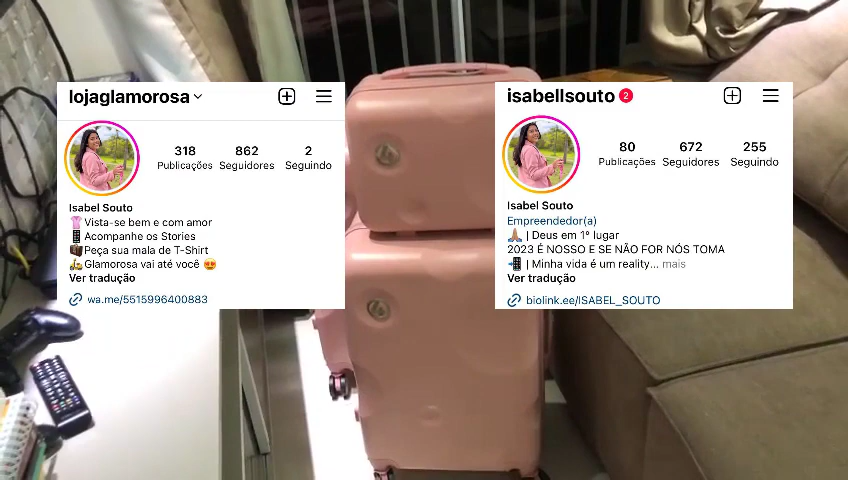 lojaglamorosa
318 862 2
Publicações Seguidores Seguindo
Isabel Souto
👚Vista-se bem e com amor
📱Acompanhe os Stories
🧳Peça sua mala de T-Shirt
🛵Glamorosa vai até você 😍
Ver tradução
wa.me/5515996400883
isabellsouto 2
80 672 255
Publicações Seguidores Seguindo
Isabel Souto
Empreendedor(a)
🙏🏽 | Deus em 1º lugar
2023 É NOSSO E SE NÃO FOR NÓS TOMA
📲 | Minha vida é um reality... mais
Ver tradução
biolink.ee/ISABEL_SOUTO